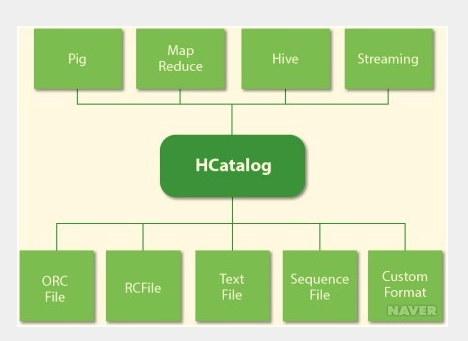 Pig
Map
Reduce
Hive
Streaming
HCatalog
ORC
File
RCFile
Text
File
Sequence
File
Custom
Format
NAVER